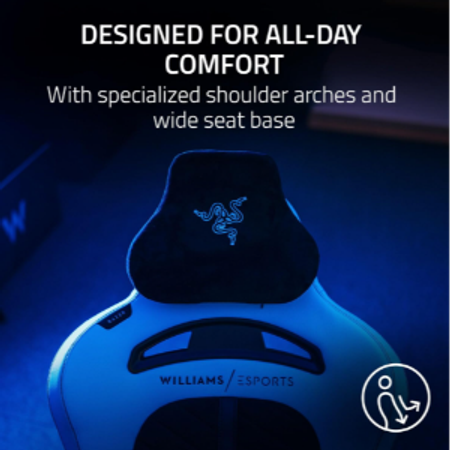 DESIGNED FOR ALL-DAY
COMFORT
With specialized shoulder arches and
wide seat base
WILLIAMS/ESPORTS